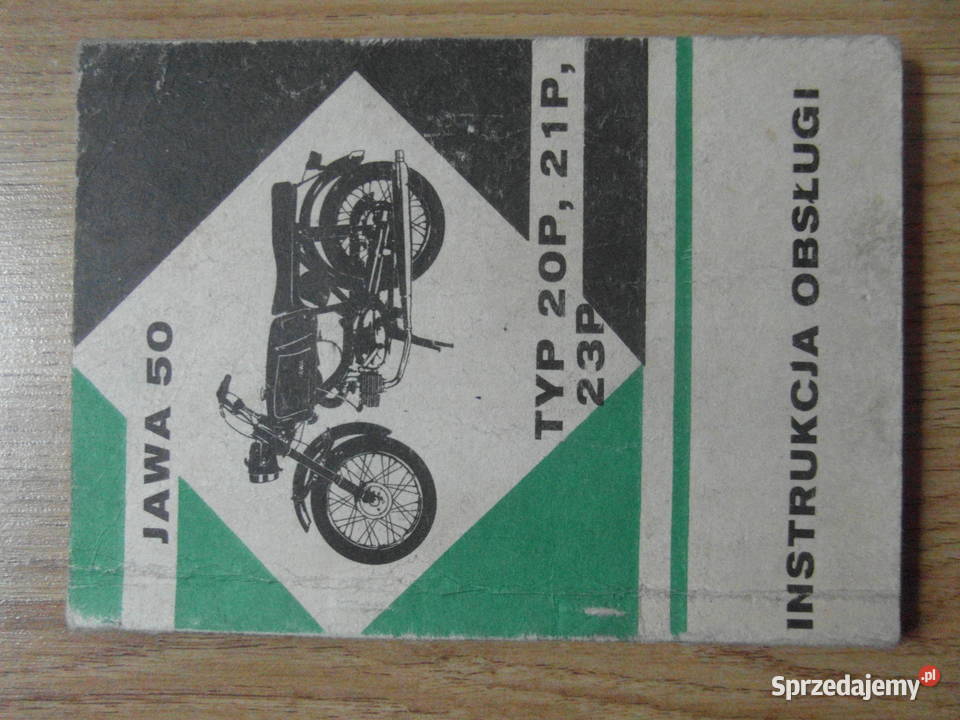 JAWA 50
TYP 20P, 21P,
23P
INSTRUKCJA OBSŁUGI
Sprzedajemy.pl